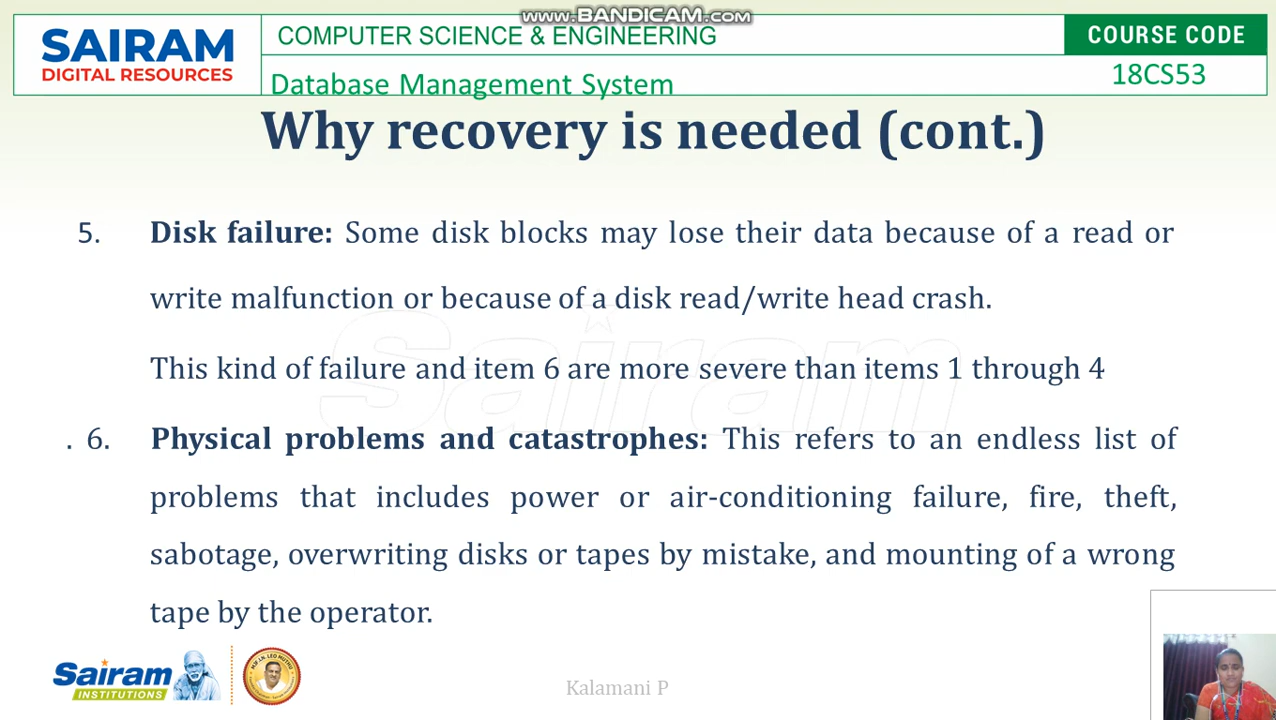 www.BANDICAM.com
SAIRAM
DIGITAL RESOURCES
COMPUTER SCIENCE & ENGINEERING
COURSE CODE
Database Management System
18CS53
Why recovery is needed (cont.)
5. Disk failure: Some disk blocks may lose their data because of a read or
write malfunction or because of a disk read/write head crash.
This kind of failure and item 6 are more severe than items 1 through 4
. 6. Physical problems and catastrophes: This refers to an endless list of
problems that includes power or air-conditioning failure, fire, theft,
sabotage, overwriting disks or tapes by mistake, and mounting of a wrong
tape by the operator.
Sairam
Sairam
INSTITUTIONS
Kalamani P